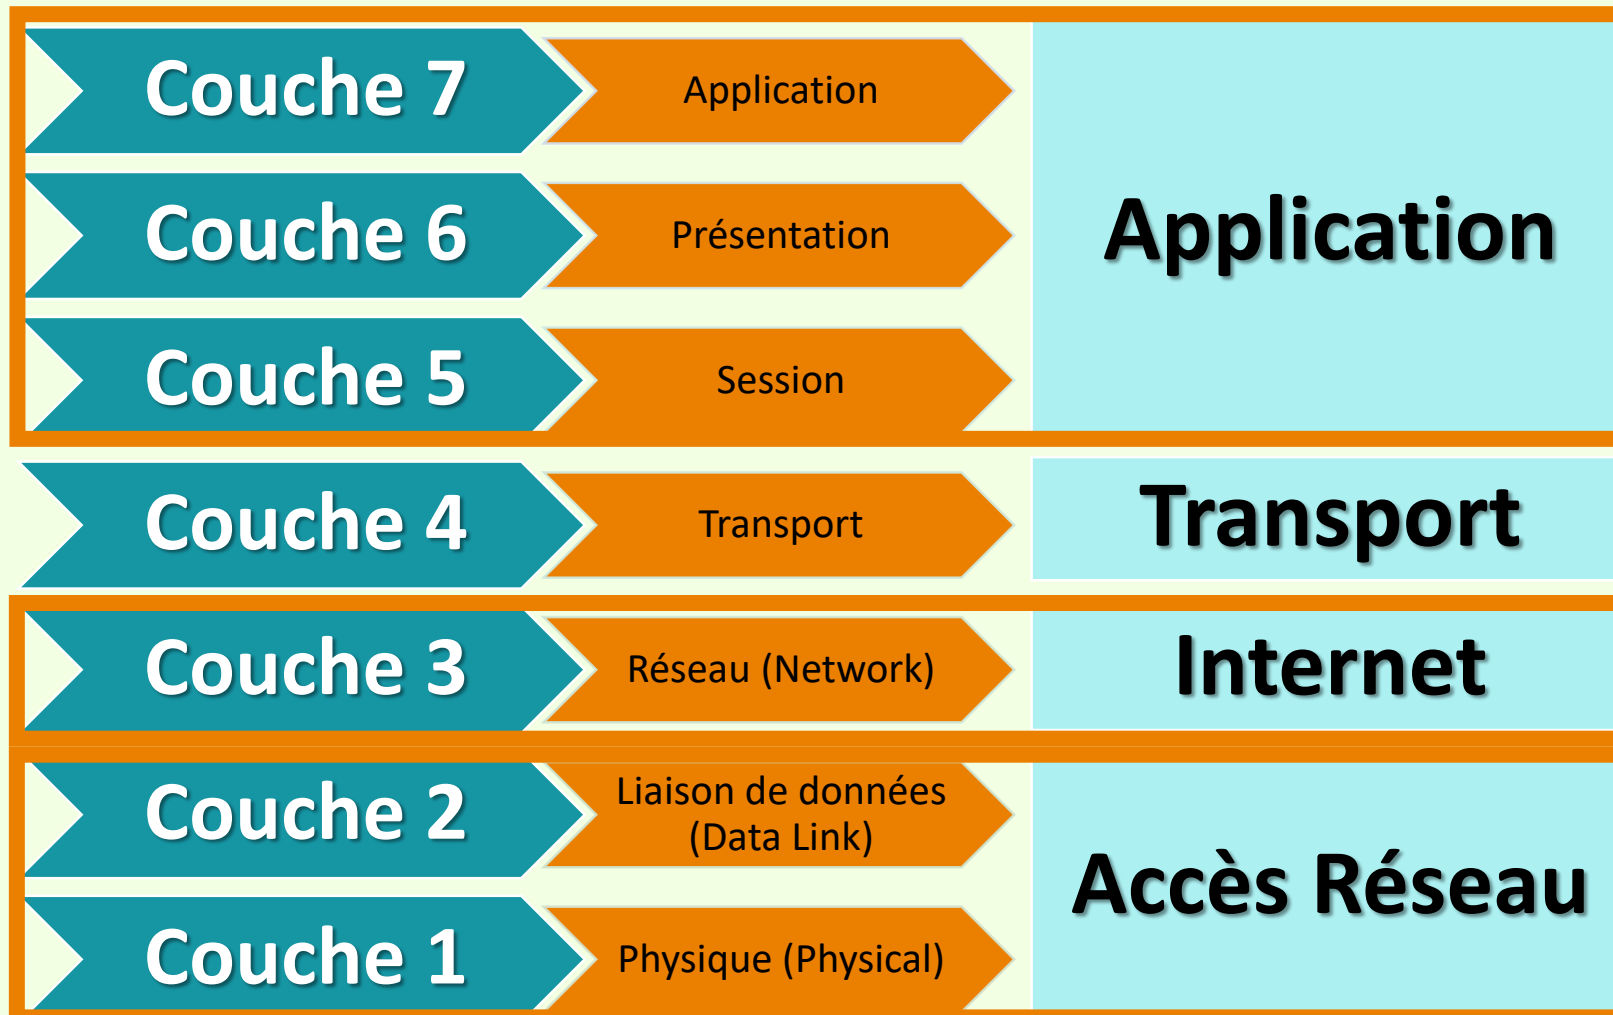 Couche 7
Application
Couche 6
Présentation
Application
Couche 5
Session
Couche 4
Transport
Transport
Couche 3
Réseau (Network)
Internet
Couche 2
Liaison de données
(Data Link)
Accès Réseau
Couche 1
Physique (Physical)